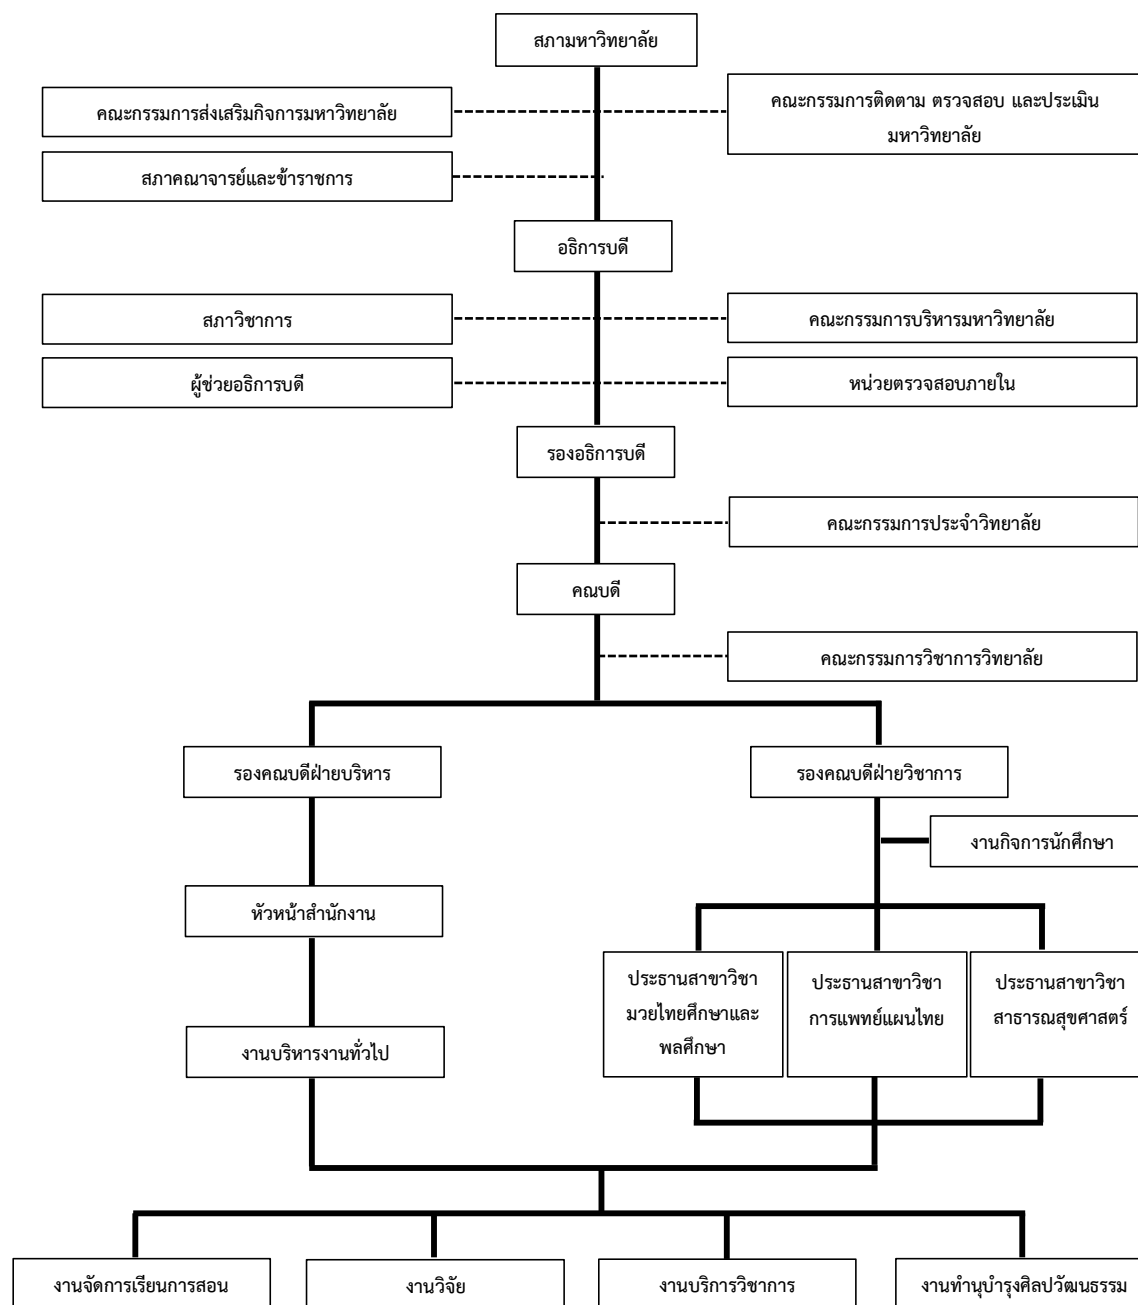 สภามหาวิทยาลัย
คณะกรรมการส่งเสริมกิจการมหาวิทยาลัย
คณะกรรมการติดตาม ตรวจสอบ และประเมิน
มหาวิทยาลัย
สภาคณาจารย์และข้าราชการ
อธิการบดี
สภาวิชาการ
คณะกรรมการบริหารมหาวิทยาลัย
ผู้ช่วยอธิการบดี
หน่วยตรวจสอบภายใน
รองอธิการบดี
คณะกรรมการประจำวิทยาลัย
คณบดี
คณะกรรมการวิชาการวิทยาลัย
รองคณบดีฝ่ายบริหาร
รองคณบดีฝ่ายวิชาการ
งานกิจการนักศึกษา
หัวหน้าสำนักงาน
ประธานสาขาวิชา
มวยไทยศึกษาและ
พลศึกษา
ประธานสาขาวิชา
การแพทย์แผนไทย
ประธานสาขาวิชา
สาธารณสุขศาสตร์
งานบริหารงานทั่วไป
งานจัดการเรียนการสอน
งานวิจัย
งานบริการวิชาการ
งานทำนุบำรุงศิลปวัฒนธรรม